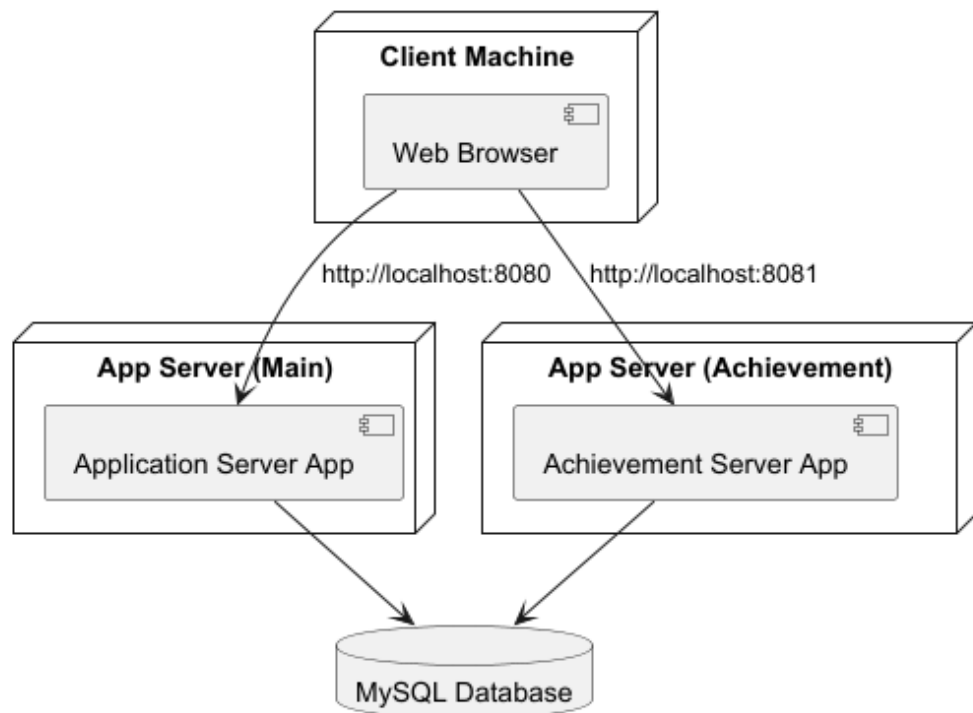 Client Machine
Web Browser
http://localhost:8080
http://localhost:8081
App Server (Main)
App Server (Achievement)
Application Server App
Achievement Server App
MySQL Database